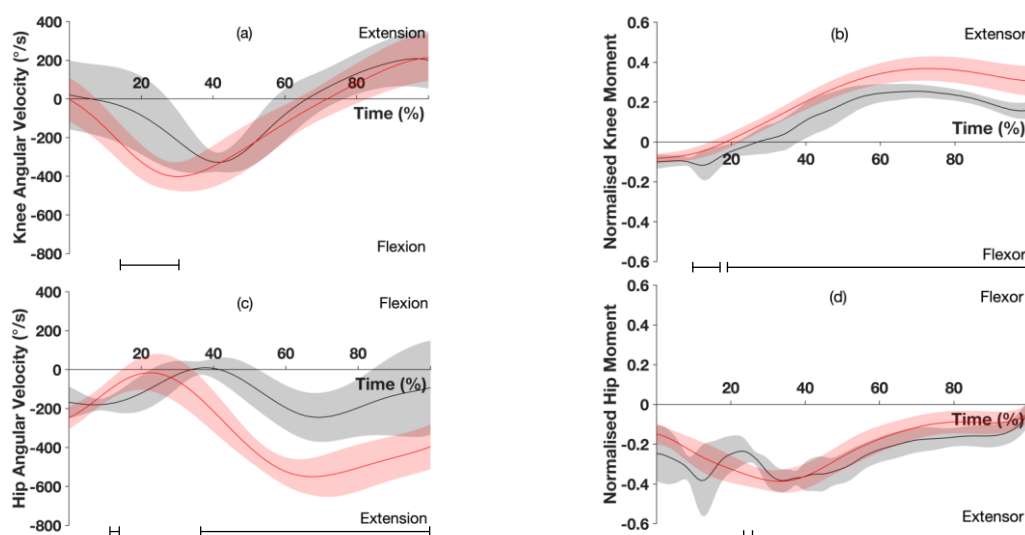 400
(a)
Extension
200
20
40
60
80
0
Time (%)
-200
-400
-600
Flexion
-800
Knee Angular Velocity (°/s)
0.6
(b)
Extensor
0.4
0.2
0
Time (%)
20
40
60
80
-0.2
-0.4
Flexor
-0.6
Normalised Knee Moment
400
(c)
Flexion
200
20
40
60
80
0
Time (%)
-200
-400
-600
Extension
-800
Hip Angular Velocity (°/s)
0.6
(d)
Flexor
0.4
0.2
20
40
60
80
0
Time (%)
-0.2
-0.4
Extensor
-0.6
Normalised Hip Moment